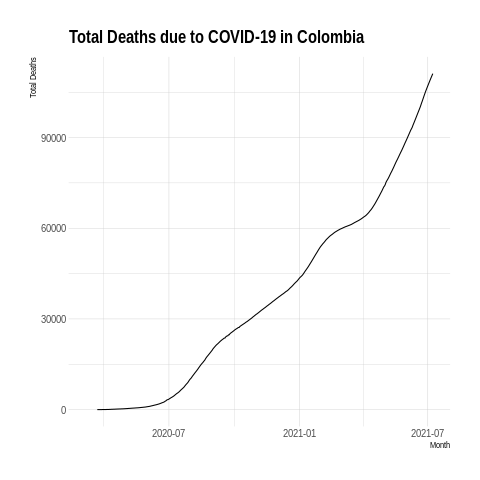 Total Deaths due to COVID-19 in Colombia
Total Deaths
90000
60000
30000
0
2020-07 2021-01 2021-07
Month